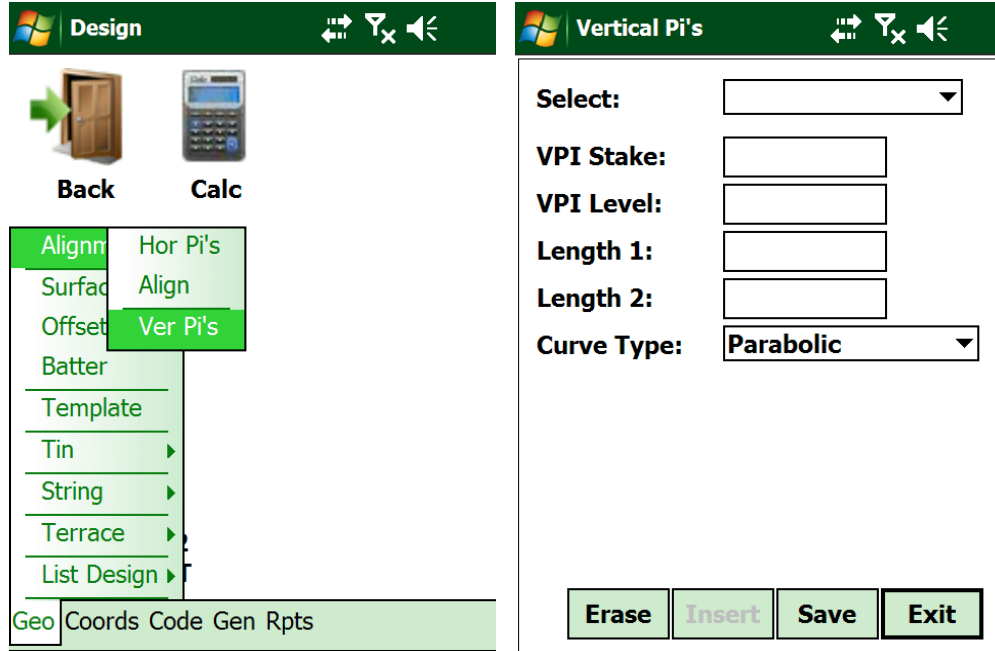 Design
Back
Calc
Alignm
Hor Pi's
Surfac
Align
Offset
Ver Pi's
Batter
Template
Tin
String
Terrace
List Design
Geo Coords Code Gen Rpts
Vertical Pi's
Select:
VPI Stake:
VPI Level:
Length 1:
Length 2:
Curve Type: Parabolic
Erase Insert Save Exit